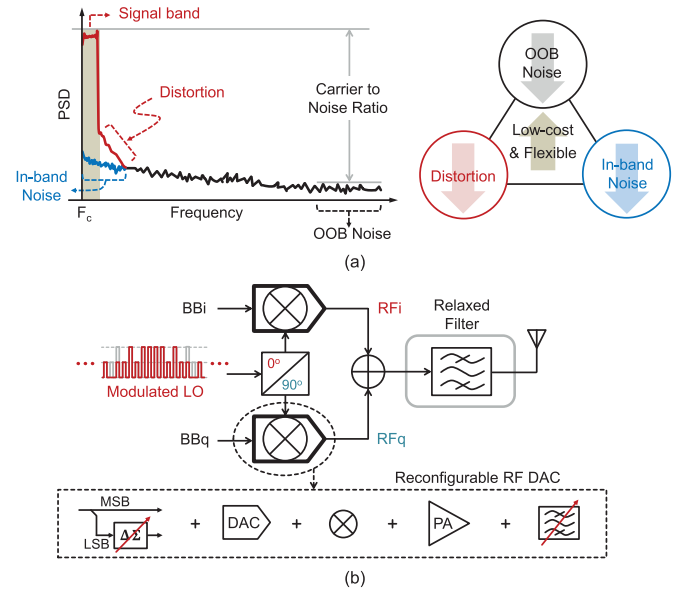 Signal band
PSD
Distortion
Carrier to
Noise Ratio
In-band
Noise
F_c
Frequency
OOB Noise
OOB
Noise
Low-cost
& Flexible
Distortion
In-band
Noise
(a)
BBi
RFi
Relaxed
Filter
0°
90°
Modulated LO
BBq
RFq
Reconfigurable RF DAC
MSB
LSB
ΔΣ
+
DAC
+
+
PA
+
(b)